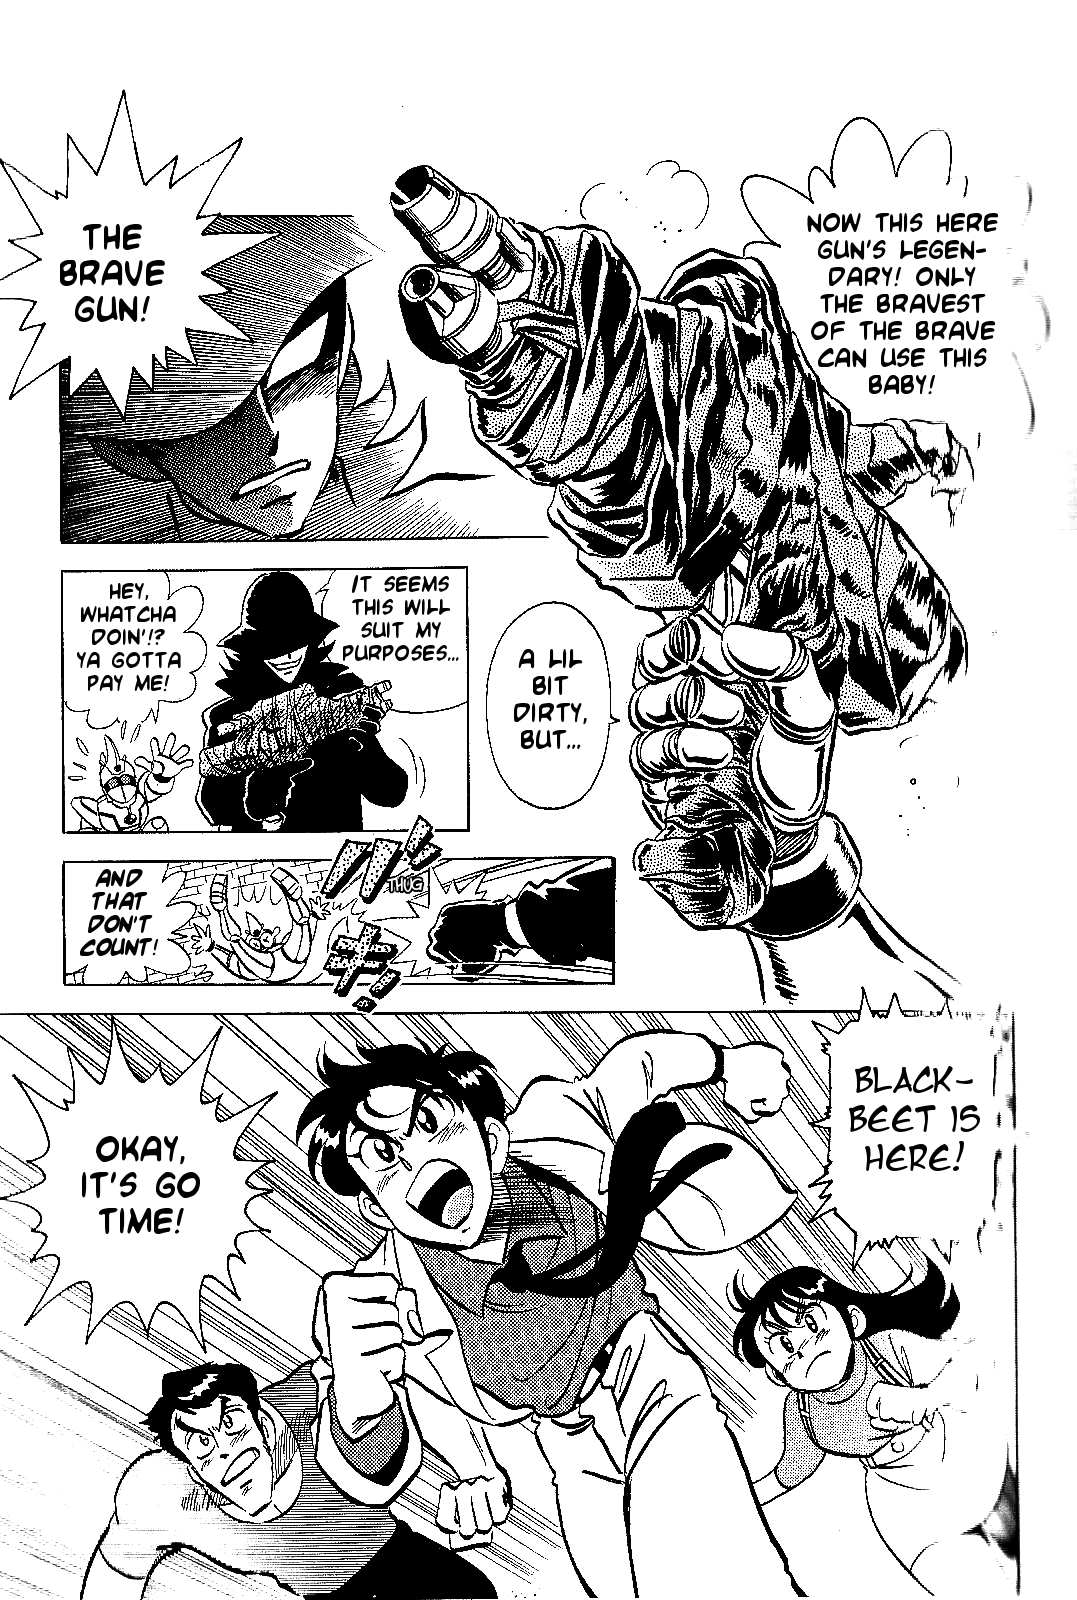 NOW THIS HERE
GUN'S LEGEN-
DARY! ONLY
THE BRAVEST
OF THE BRAVE
CAN USE THIS
BABY!
THE
BRAVE
GUN!
A LIL
BIT
DIRTY,
BUT...
IT SEEMS
THIS WILL
SUIT MY
PURPOSES...
HEY,
WHATCHA
DOIN'!?
YA GOTTA
PAY ME!
バ
キ!!
THUG
AND
THAT
DON'T
COUNT!
BLACK-
BEET IS
HERE!
OKAY,
IT'S GO
TIME!